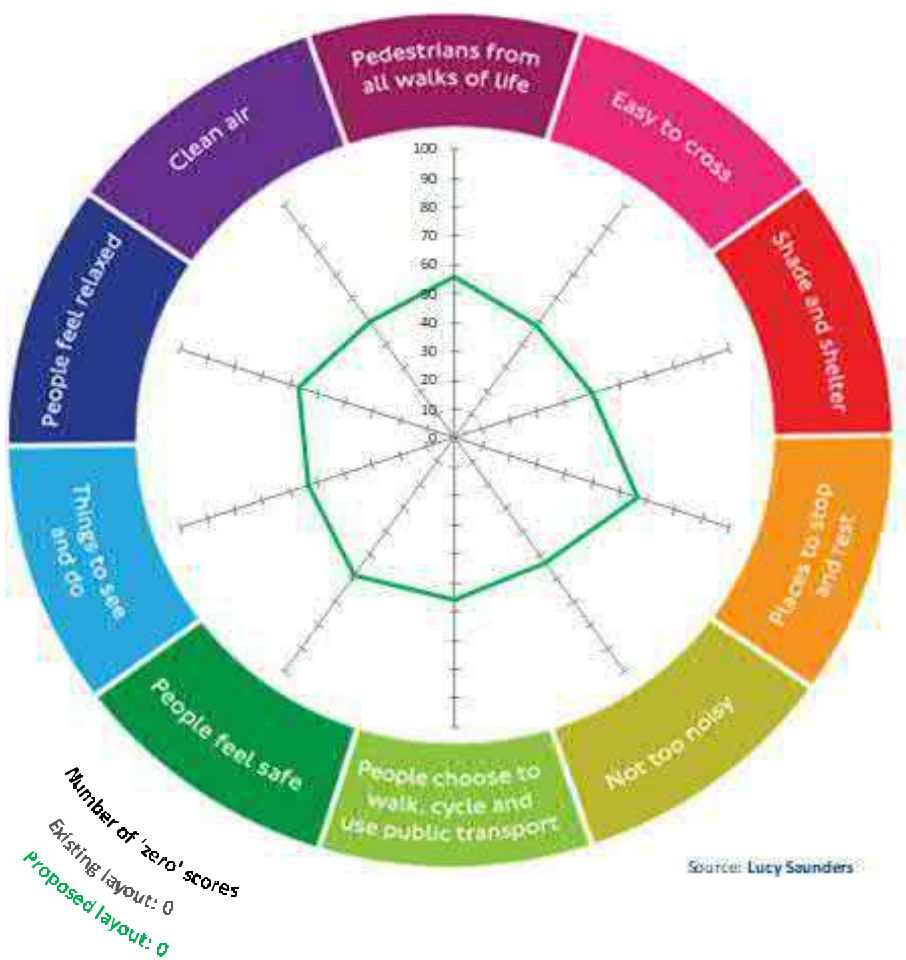 Pedestrians from
all walks of life
Easy to cross
Shade and shelter
Places to stop
and rest
Not too noisy
People choose to
walk, cycle and
use public transport
People feel safe
Things to see
and do
People feel relaxed
Clean air
100
90
80
70
60
50
40
30
20
10
0
Number of 'zero' scores
Existing layout: 0
Proposed layout: 0
Source: Lucy Saunders